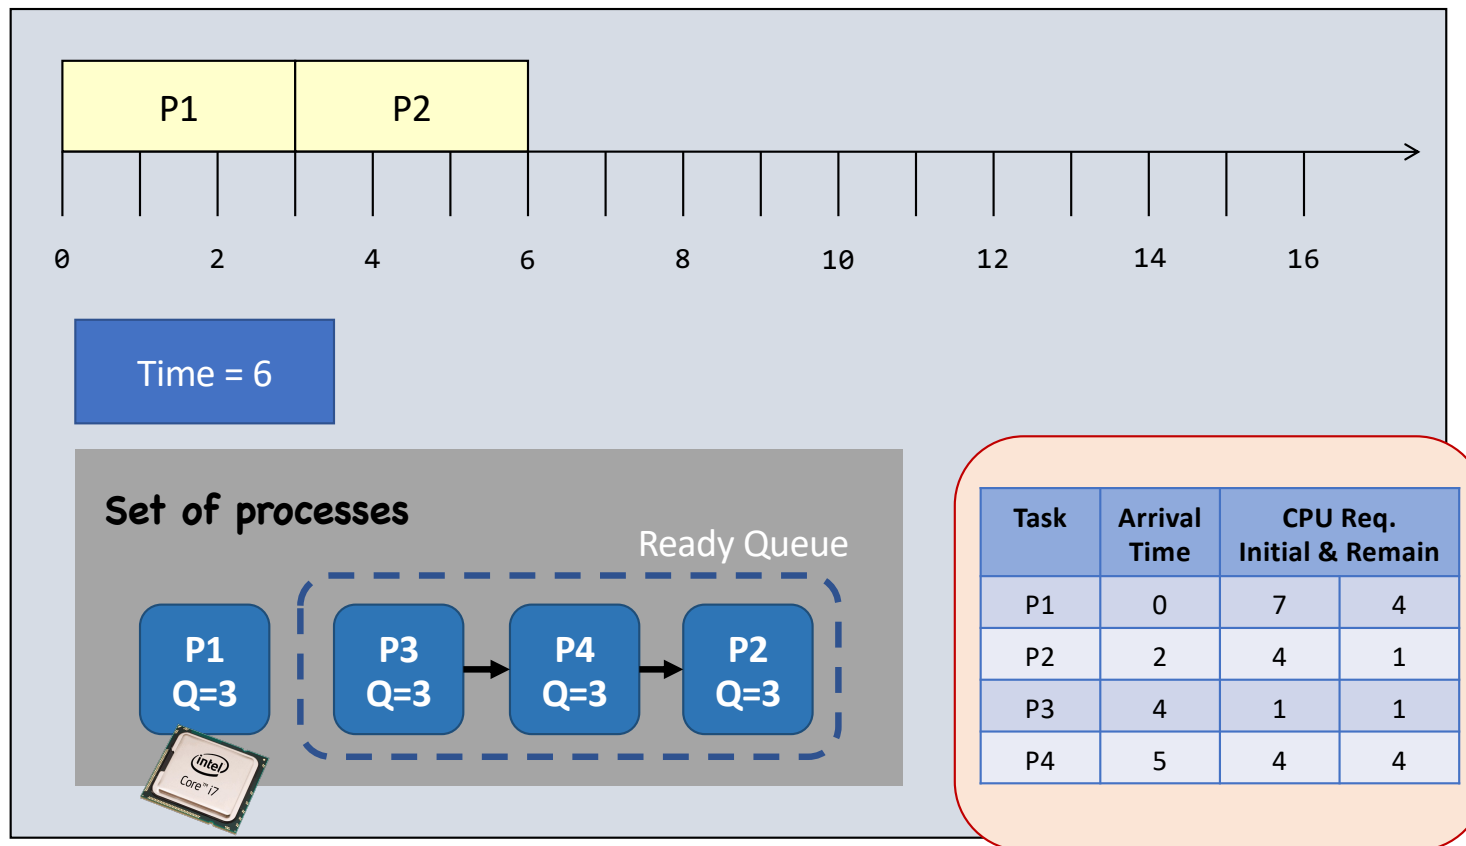 P1 P2
0 2 4 6 8 10 12 14 16
Time = 6
Set of processes
Ready Queue
P1
Q=3
P3
Q=3
P4
Q=3
P2
Q=3
intel
Core™ i7
Task Arrival Time CPU Req. Initial & Remain
P1 0 7 4
P2 2 4 1
P3 4 1 1
P4 5 4 4